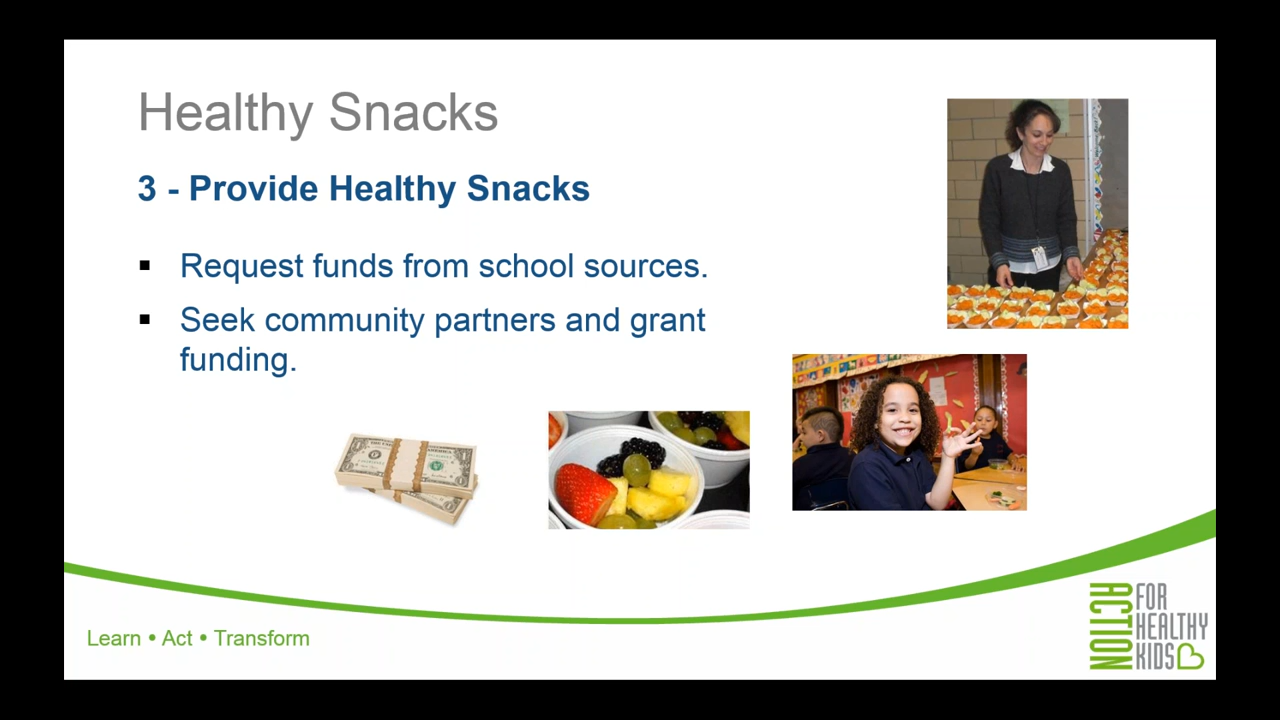 Healthy Snacks
3 - Provide Healthy Snacks
▪ Request funds from school sources.
▪ Seek community partners and grant
funding.
Learn • Act • Transform
ACTION
FOR
HEALTHY
KIDS